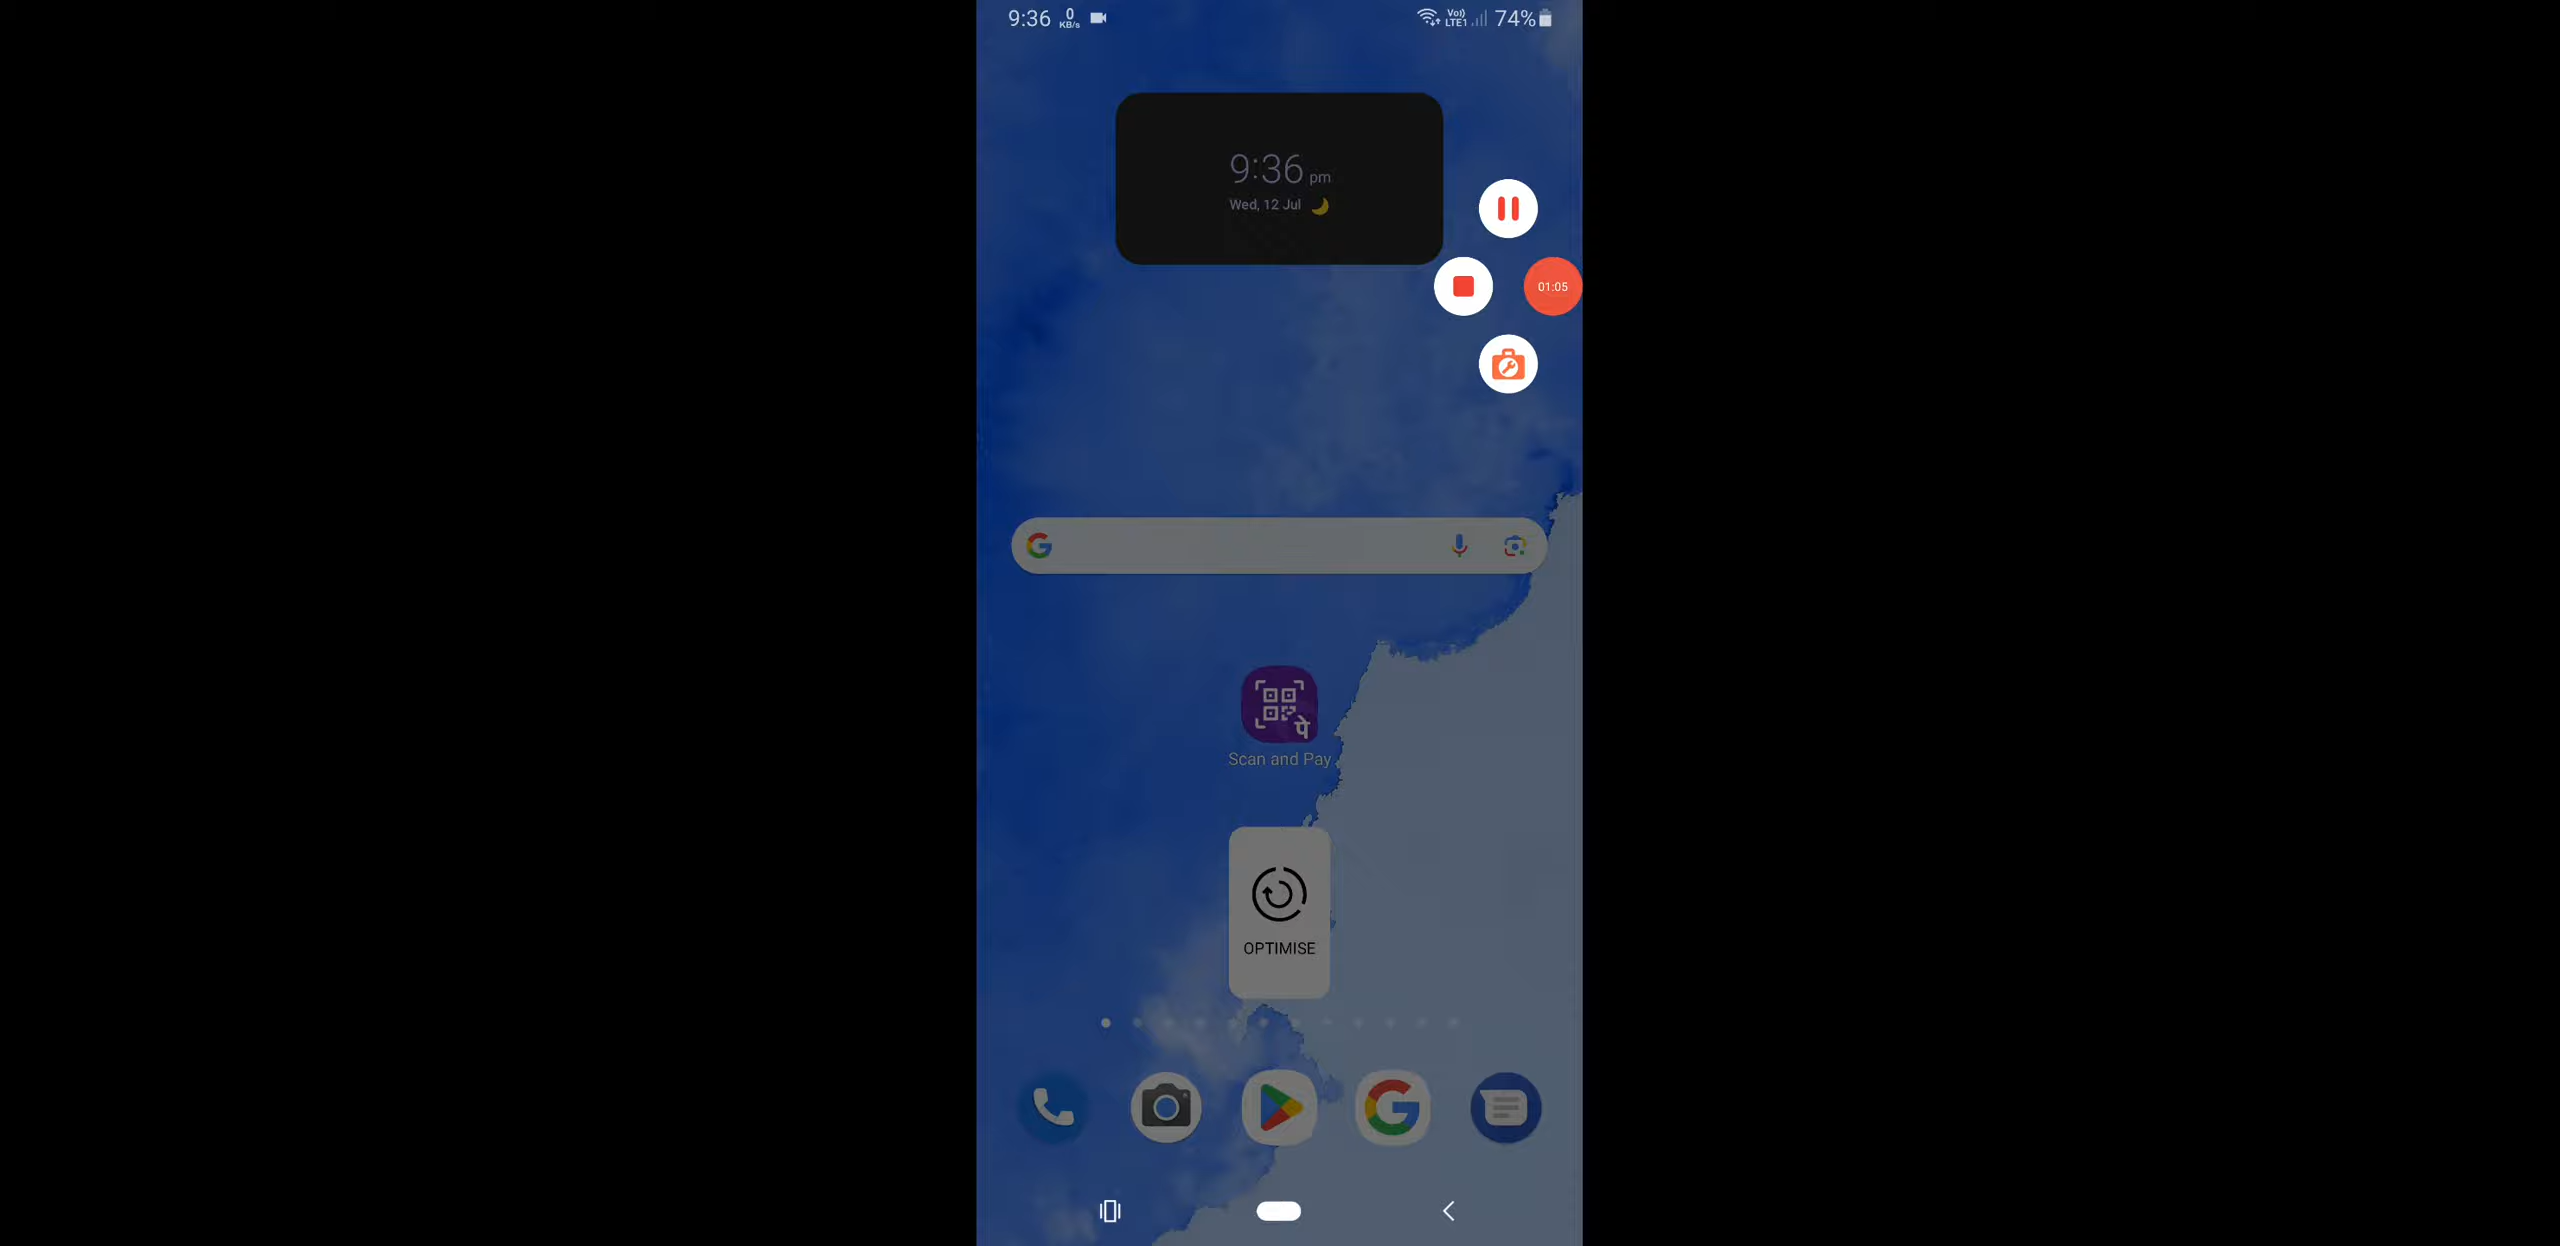 9:36 0 KB/s Vo) LTE1 74%
9:36 pm
Wed, 12 Jul
01:05
पे
Scan and Pay
OPTIMISE